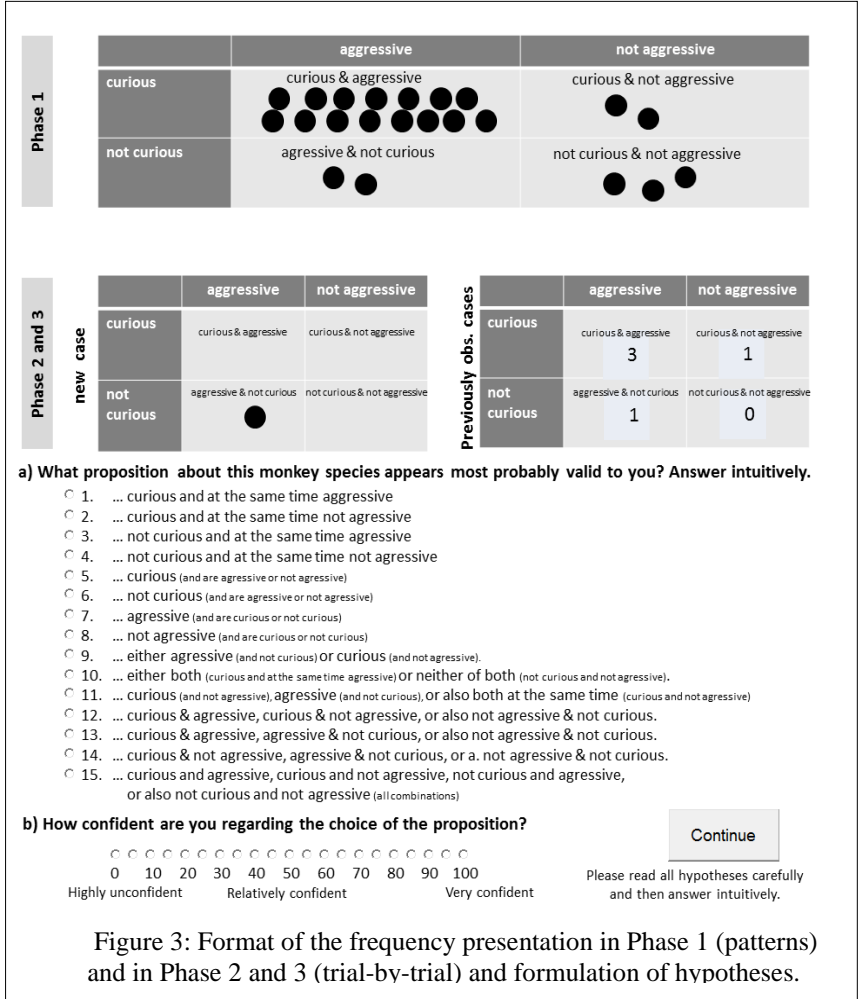 Phase 1
aggressive not aggressive
curious
curious & aggressive
curious & not aggressive
not curious
agressive & not curious
not curious & not aggressive
Phase 2 and 3
new case
aggressive not aggressive
curious
curious & aggressive curious & not aggressive
not
curious
aggressive & not curious not curious & not aggressive
Previously obs. cases
aggressive not aggressive
curious
curious & aggressive curious & not aggressive
3 1
not
curious
aggressive & not curious not curious & not aggressive
1 0
a) What proposition about this monkey species appears most probably valid to you? Answer intuitively.
1. ... curious and at the same time aggressive
2. ... curious and at the same time not agressive
3. ... not curious and at the same time agressive
4. ... not curious and at the same time not agressive
5. ... curious (and are agressive or not agressive)
6. ... not curious (and are agressive or not agressive)
7. ... agressive (and are curious or not curious)
8. ... not agressive (and are curious or not curious)
9. ... either agressive (and not curious) or curious (and not agressive).
10. ... either both (curious and at the same time agressive) or neither of both (not curious and not agressive).
11. ... curious (and not agressive), agressive (and not curious), or also both at the same time (curious and not agressive)
12. ... curious & agressive, curious & not agressive, or also not agressive & not curious.
13. ... curious & agressive, agressive & not curious, or also not agressive & not curious.
14. ... curious & not agressive, agressive & not curious, or a. not agressive & not curious.
15. ... curious and agressive, curious and not agressive, not curious and agressive,
or also not curious and not agressive (all combinations)
b) How confident are you regarding the choice of the proposition?
0 10 20 30 40 50 60 70 80 90 100
Highly unconfident Relatively confident Very confident
Continue
Please read all hypotheses carefully
and then answer intuitively.
Figure 3: Format of the frequency presentation in Phase 1 (patterns)
and in Phase 2 and 3 (trial-by-trial) and formulation of hypotheses.